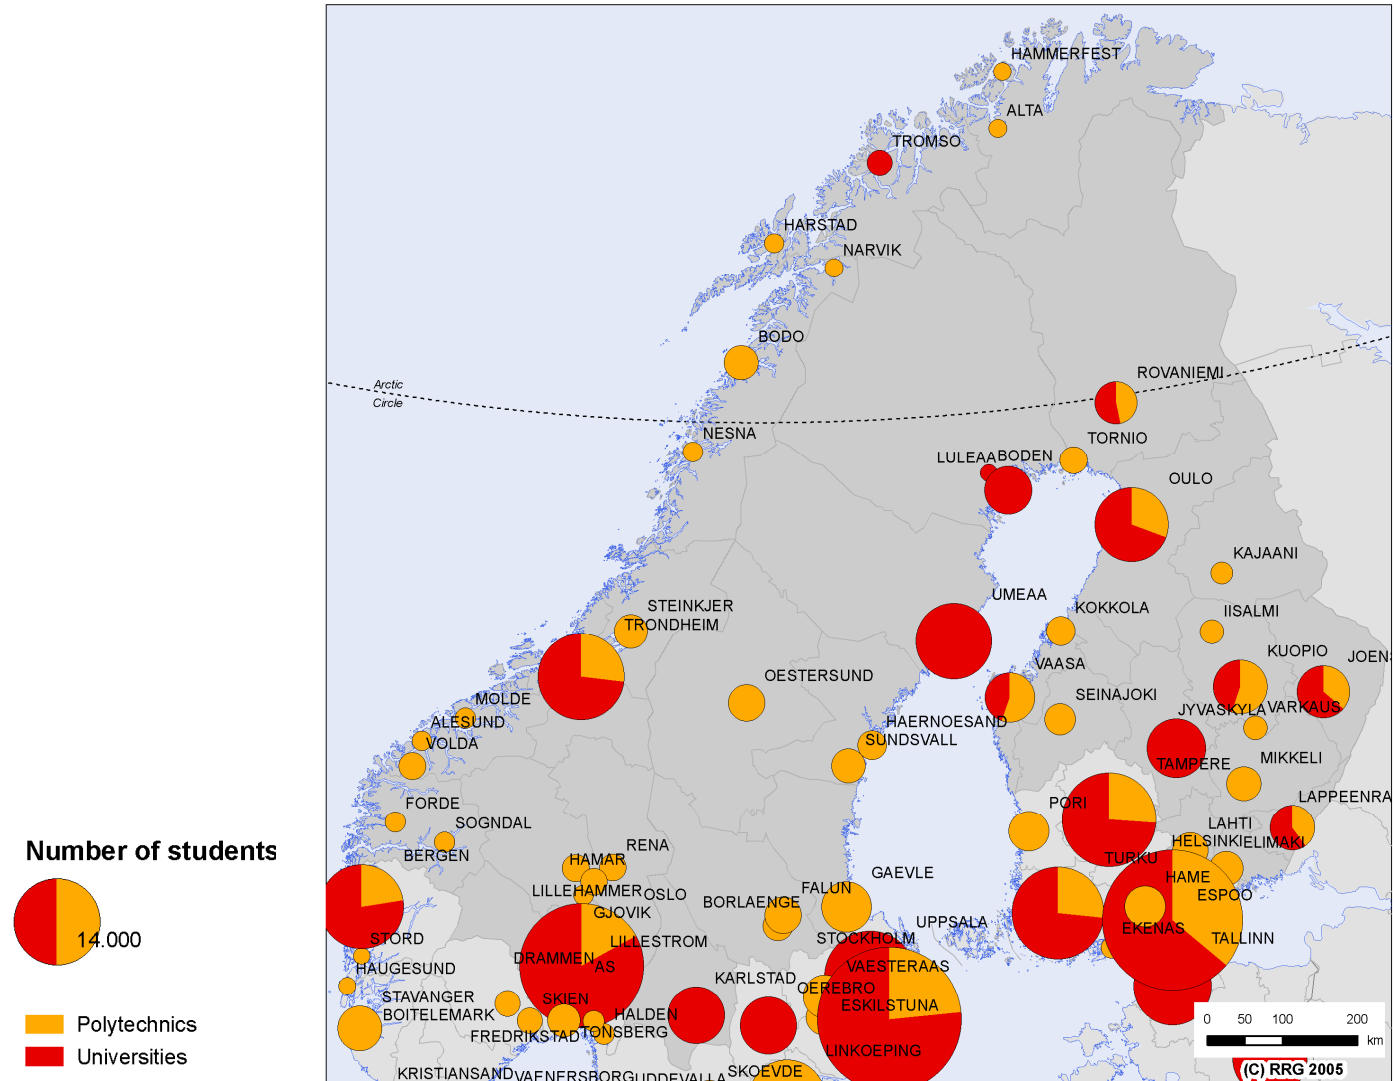 HAMMERFEST
ALTA
TROMSO
HARSTAD
NARVIK
BODO
Arctic
Circle
ROVANIEMI
NESNA
TORNIO
LULEAA
BODEN
OULO
KAJAANI
UMEAA
STEINKJER
KOKKOLA
IISALMI
TRONDHEIM
KUOPIO
JOENS
VAASA
OESTERSUND
SEINAJOKI
MOLDE
JYVASKYLA
VARKAUS
ALESUND
HAERNOESAND
VOLDA
SUNDSVALL
MIKKELI
TAMPERE
LAPPEENRA
FORDE
PORI
SOGNDAL
LAHTI
HELSINKI
ELIMAKI
RENA
BERGEN
HAMAR
TURKU
Number of students
GAEVLE
HAME
LILLEHAMMER
OSLO
FALUN
ESPOO
BORLAENGE
GJOVIK
UPPSALA
EKENAS
14.000
STORD
LILLESTROM
STOCKHOLM
TALLINN
DRAMMEN
AS
HAUGESUND
VAESTERAAS
KARLSTAD
OEREBRO
STAVANGER
SKIEN
ESKILSTUNA
BOITELEMARK
HALDEN
Polytechnics
FREDRIKSTAD
TONSBERG
0 50 100 200
km
LINKOEPING
Universities
SKOEVDE
(C) RRG 2005
KRISTIANSAND
VAENERSBORG
UDDEVALLA